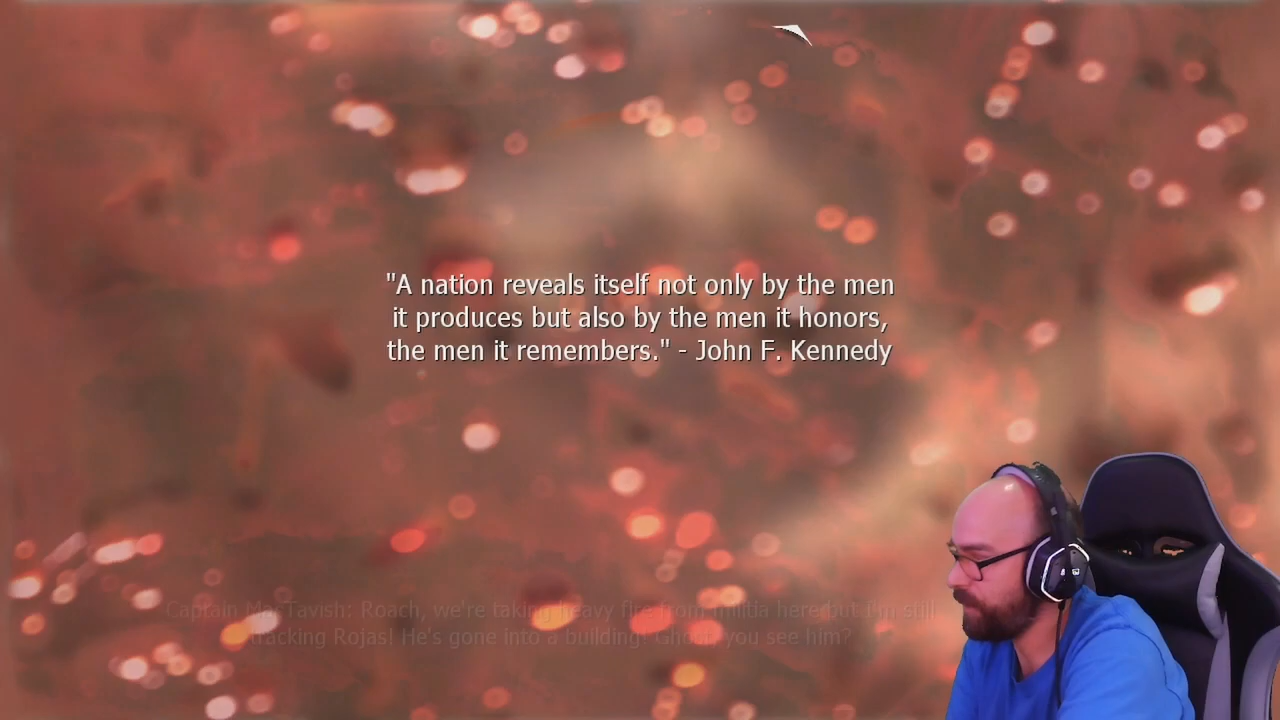 "A nation reveals itself not only by the men
it produces but also by the men it honors,
the men it remembers." - John F. Kennedy
Captain MacTavish: Roach, we're taking heavy fire from militia here but I'm still
tracking Rojas! He's gone into a building! Ghost, you see him?